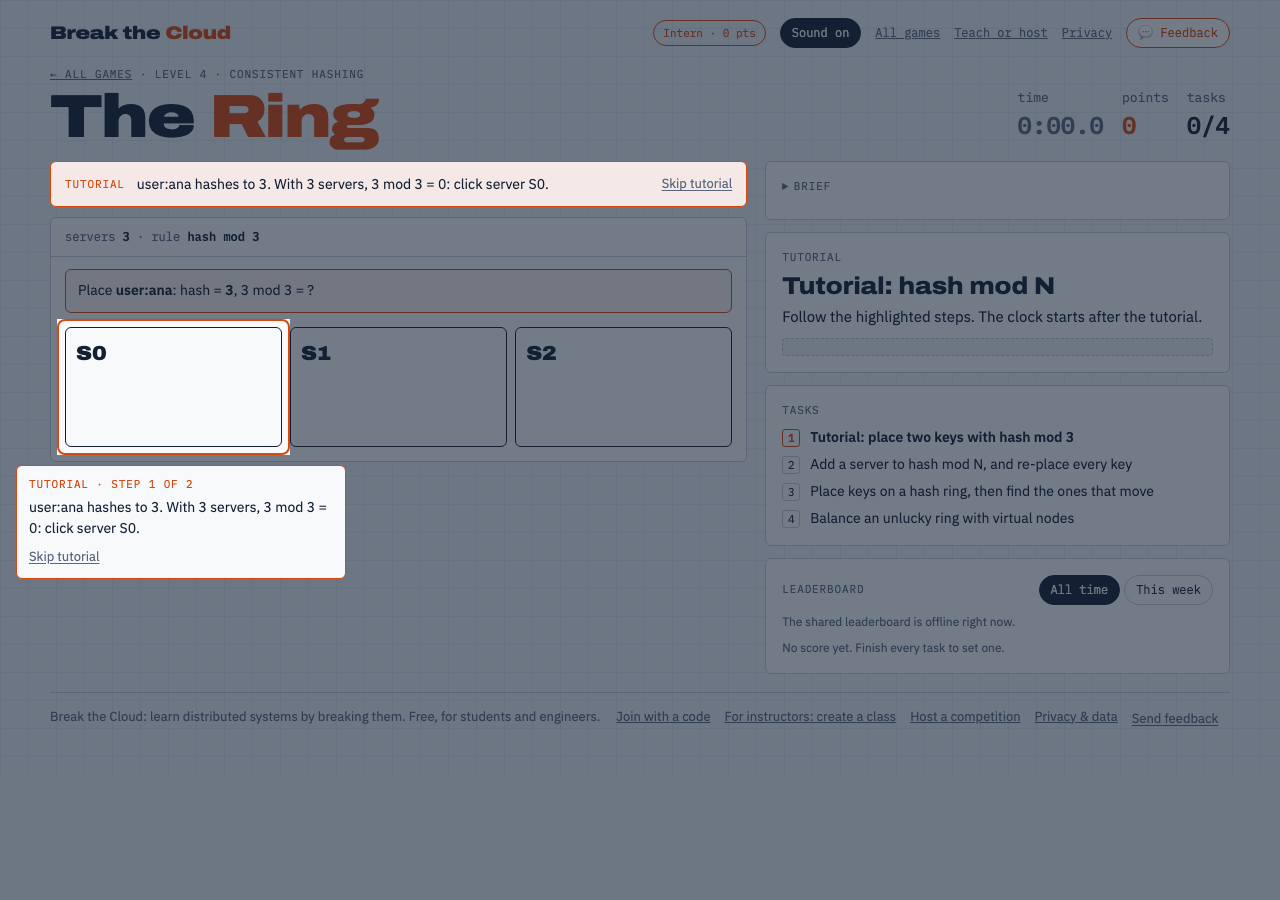 Break the Cloud
Intern · 0 pts
Sound on
All games
Teach or host
Privacy
💬 Feedback
← ALL GAMES · LEVEL 4 · CONSISTENT HASHING
The Ring
time
0:00.0
points
0
tasks
0/4
TUTORIAL user:ana hashes to 3. With 3 servers, 3 mod 3 = 0: click server S0. Skip tutorial
servers 3 · rule hash mod 3
Place user:ana: hash = 3, 3 mod 3 = ?
S0
S1
S2
TUTORIAL · STEP 1 OF 2
user:ana hashes to 3. With 3 servers, 3 mod 3 =
0: click server S0.
Skip tutorial
▶ BRIEF
TUTORIAL
Tutorial: hash mod N
Follow the highlighted steps. The clock starts after the tutorial.
TASKS
1 Tutorial: place two keys with hash mod 3
2 Add a server to hash mod N, and re-place every key
3 Place keys on a hash ring, then find the ones that move
4 Balance an unlucky ring with virtual nodes
LEADERBOARD
All time
This week
The shared leaderboard is offline right now.
No score yet. Finish every task to set one.
Break the Cloud: learn distributed systems by breaking them. Free, for students and engineers.
Join with a code
For instructors: create a class
Host a competition
Privacy & data
Send feedback